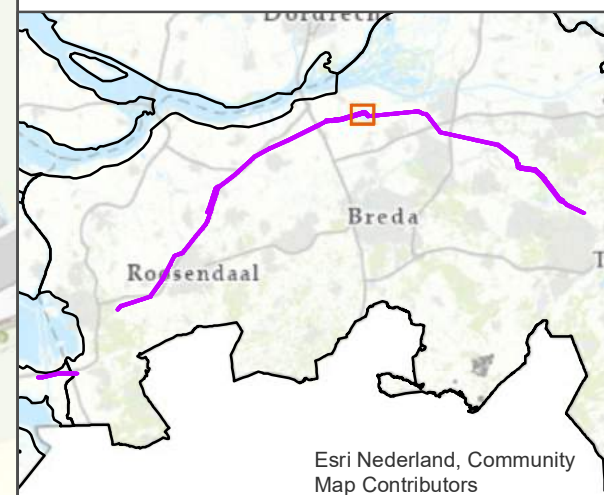 Dordrecht
Breda
Roosendaal
T
Esri Nederland, Community
Map Contributors